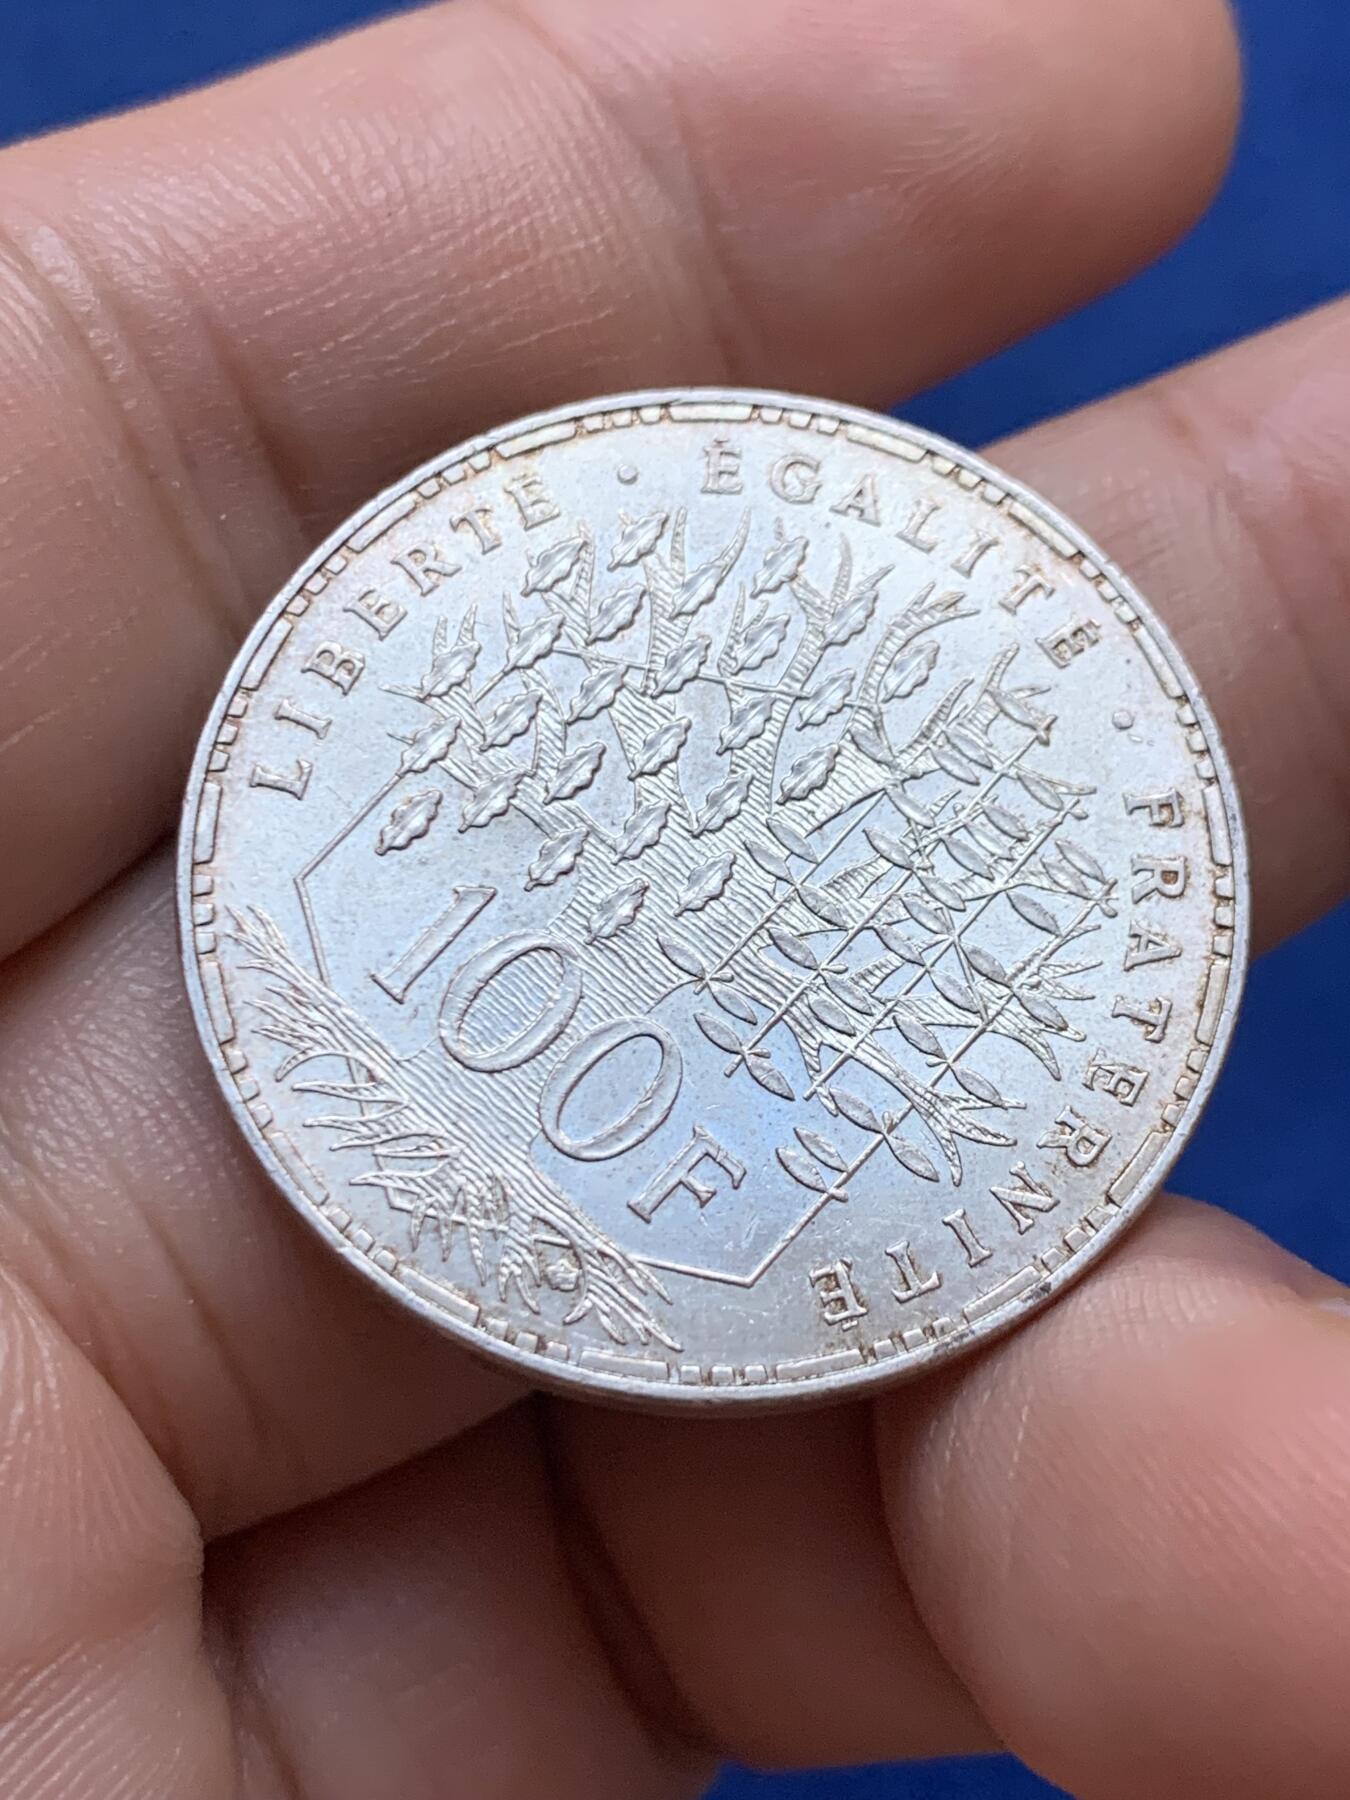 LIBERTÉ · ÉGALITÉ · FRATERNITÉ
100 F